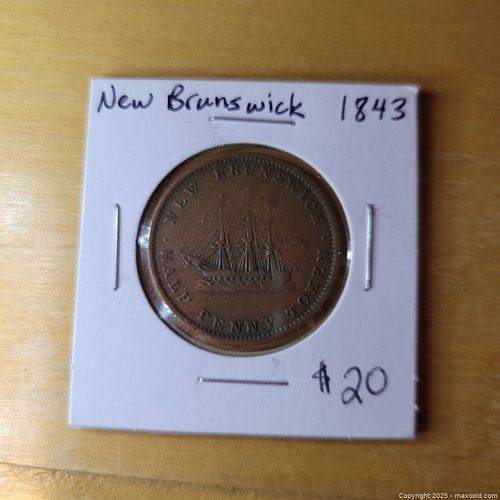 New Brunswick 1843
NEW BRUNSWICK
HALF PENNY TOKEN
$20
Copyright © 2025 - maxsold.com